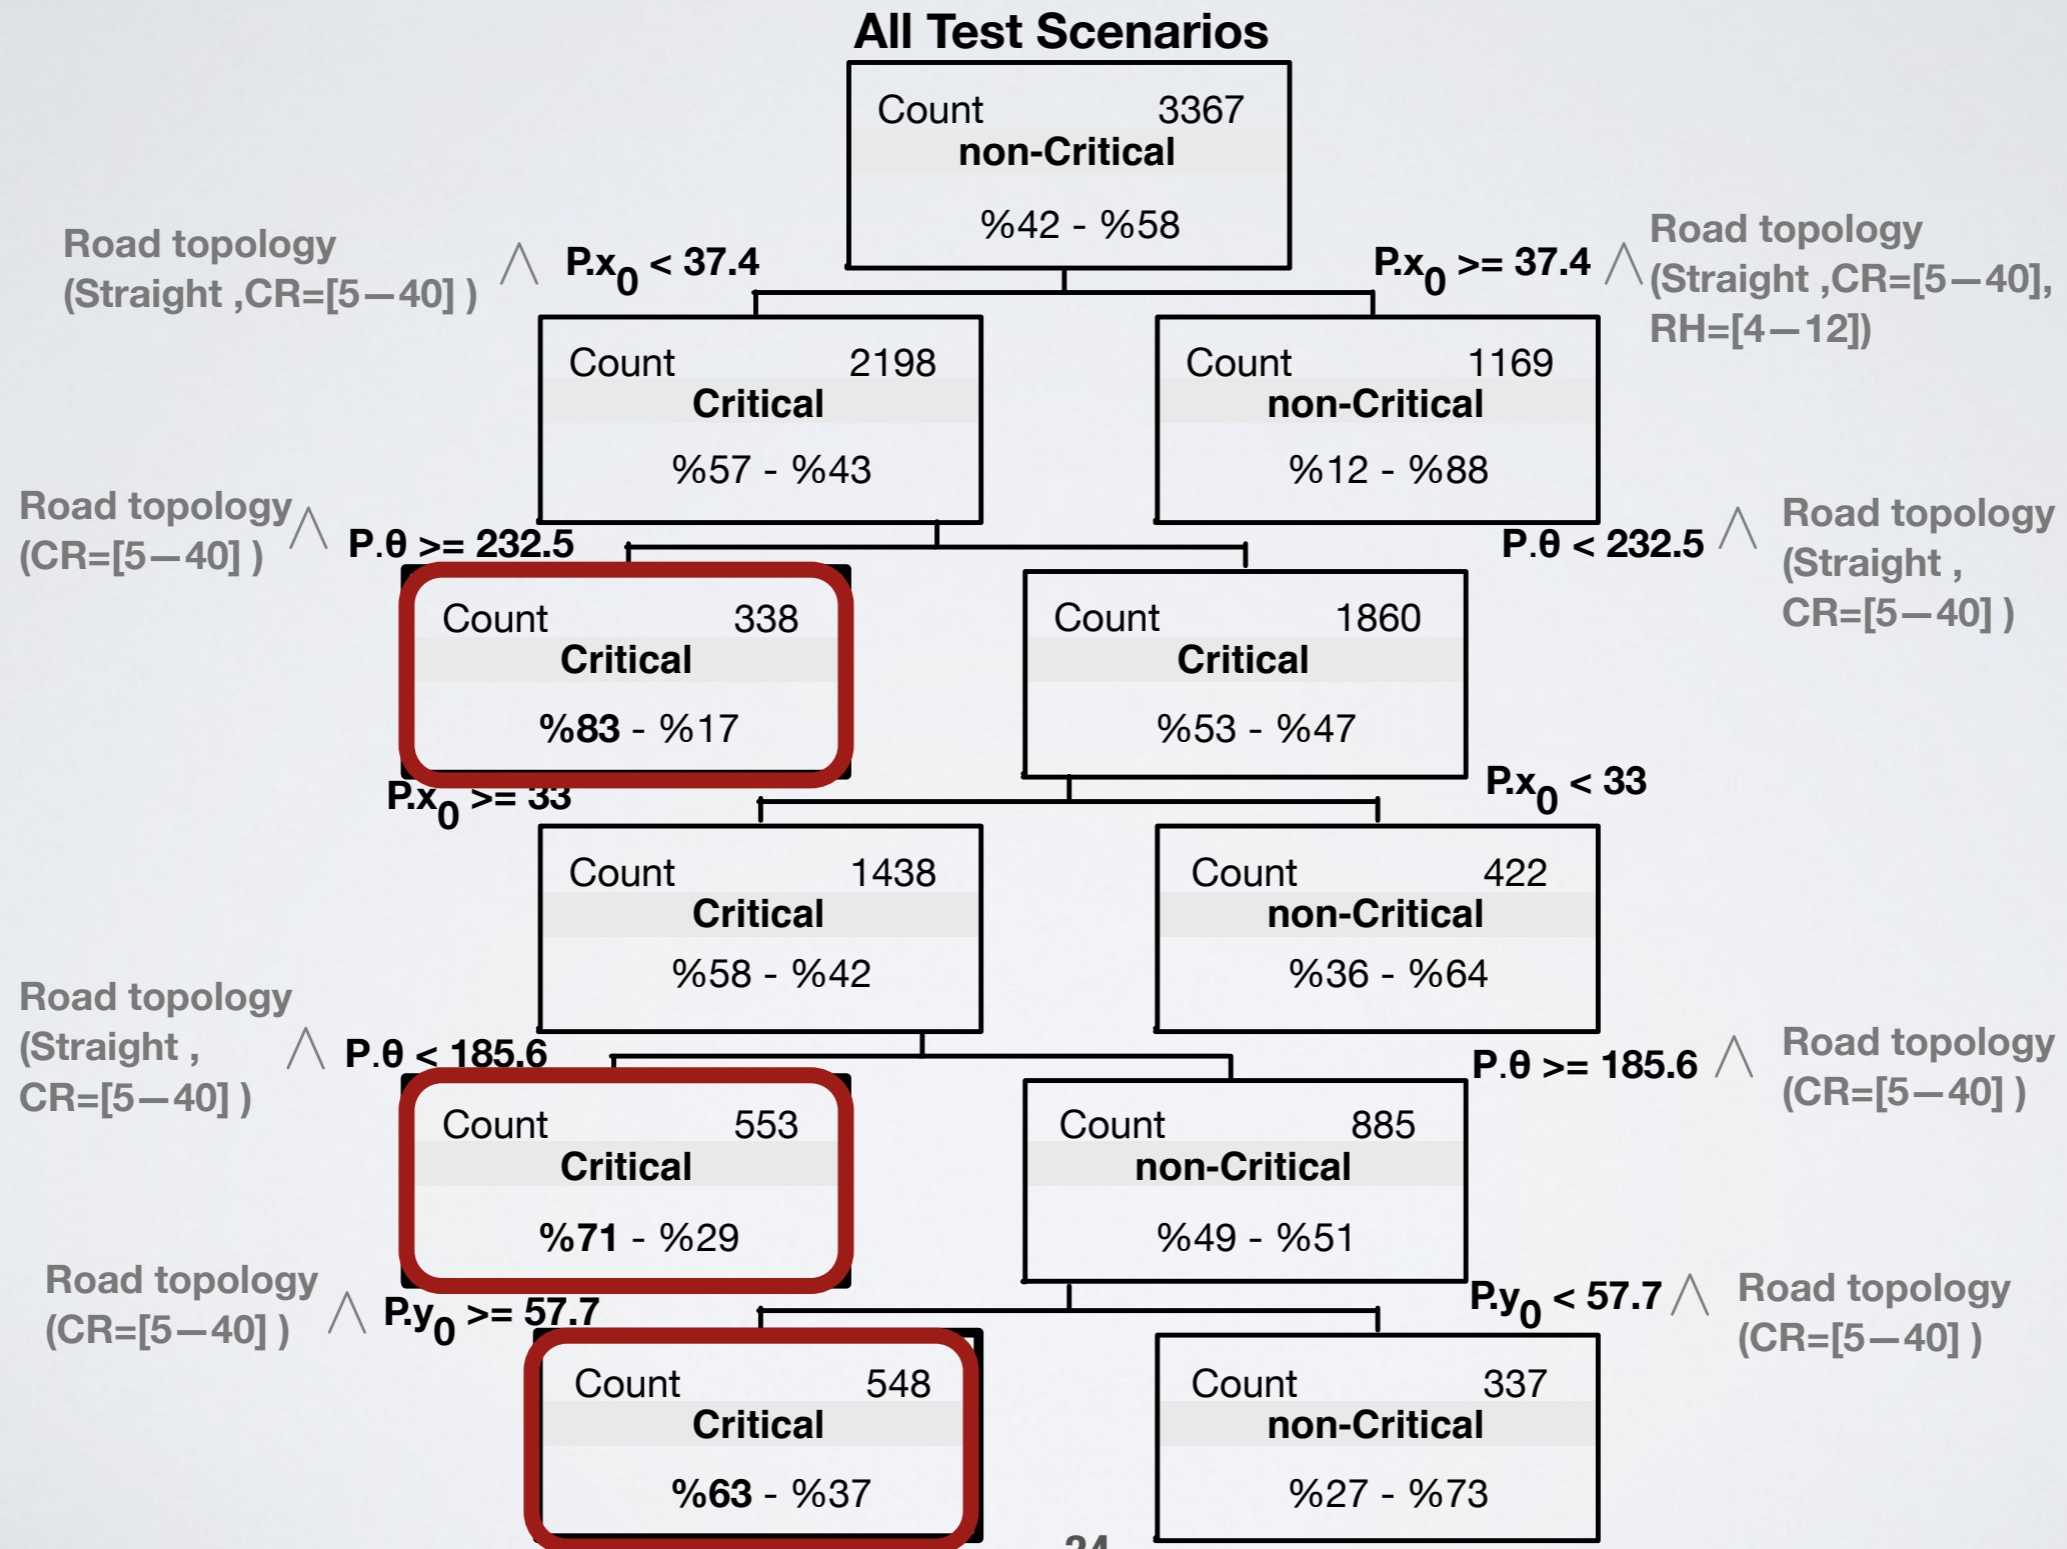 All Test Scenarios
Count 3367
non-Critical
%42 - %58
Road topology
(Straight ,CR=[5—40] )
∧ P.x0 < 37.4
P.x0 >= 37.4 ∧
Road topology
(Straight ,CR=[5—40],
RH=[4—12])
Count 2198
Critical
%57 - %43
Count 1169
non-Critical
%12 - %88
Road topology
(CR=[5—40] )
∧ P.θ >= 232.5
P.θ < 232.5 ∧
Road topology
(Straight ,
CR=[5—40] )
Count 338
Critical
%83 - %17
Count 1860
Critical
%53 - %47
P.x0 >= 33
P.x0 < 33
Count 1438
Critical
%58 - %42
Count 422
non-Critical
%36 - %64
Road topology
(Straight ,
CR=[5—40] )
∧ P.θ < 185.6
P.θ >= 185.6 ∧
Road topology
(CR=[5—40] )
Count 553
Critical
%71 - %29
Count 885
non-Critical
%49 - %51
Road topology
(CR=[5—40] )
∧ P.y0 >= 57.7
P.y0 < 57.7 ∧
Road topology
(CR=[5—40] )
Count 548
Critical
%63 - %37
Count 337
non-Critical
%27 - %73